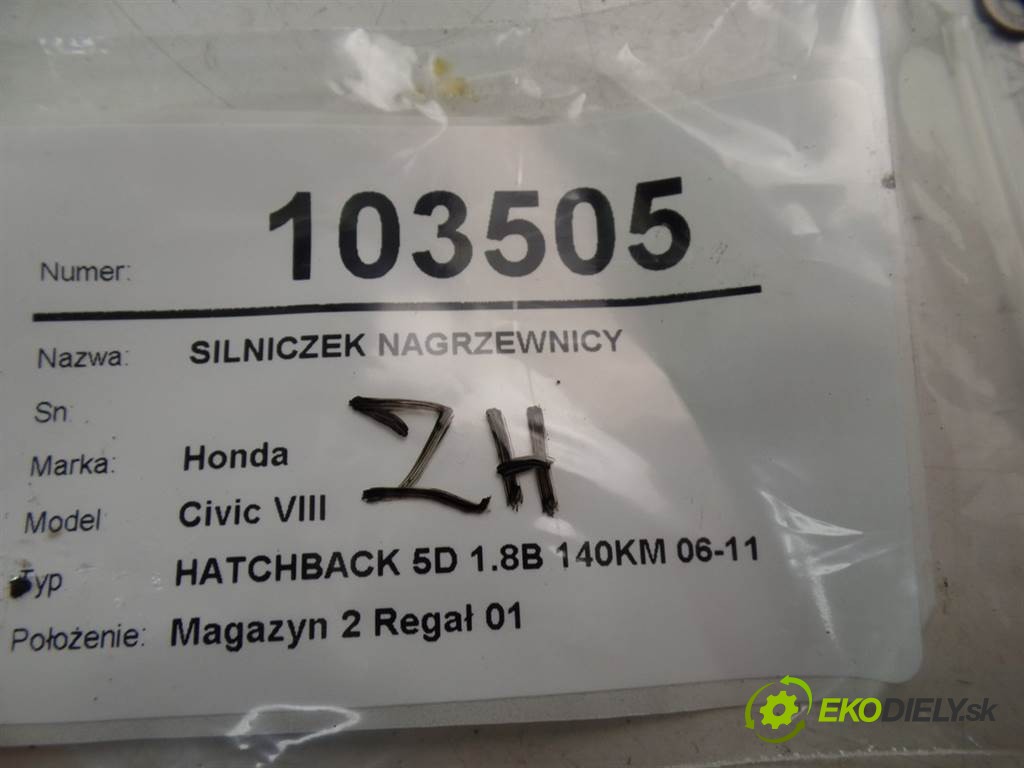 Numer: 103505
Nazwa: SILNICZEK NAGRZEWNICY
Sn:
ZH
Marka: Honda
Model Civic VIII
Typ HATCHBACK 5D 1.8B 140KM 06-11
Położenie: Magazyn 2 Regał 01
EKODIELY.sk